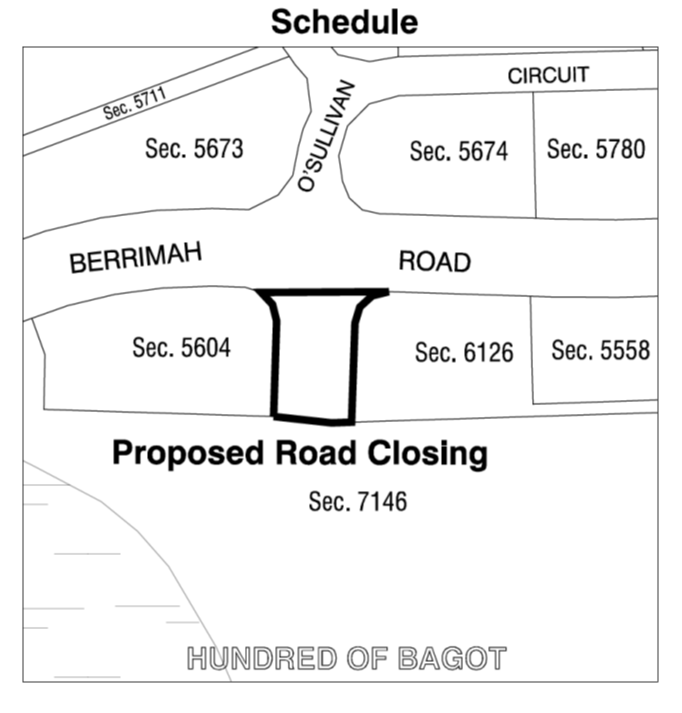 Schedule
CIRCUIT
Sec. 5711
O'SULLIVAN
Sec. 5673
Sec. 5674
Sec. 5780
BERRIMAH
ROAD
Sec. 5604
Sec. 6126
Sec. 5558
Proposed Road Closing
Sec. 7146
HUNDRED OF BAGOT